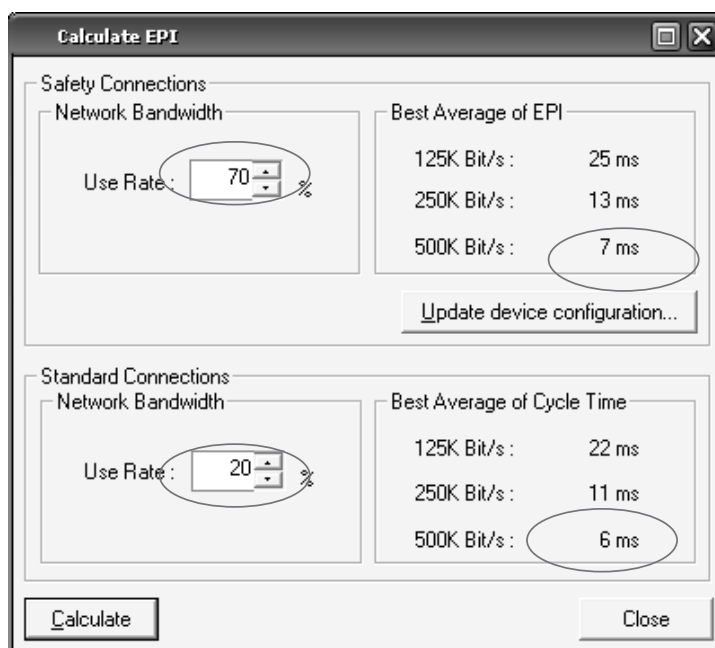 Calculate EPI
Safety Connections
Network Bandwidth
Use Rate : 70 %
Best Average of EPI
125K Bit/s : 25 ms
250K Bit/s : 13 ms
500K Bit/s : 7 ms
Update device configuration...
Standard Connections
Network Bandwidth
Use Rate : 20 %
Best Average of Cycle Time
125K Bit/s : 22 ms
250K Bit/s : 11 ms
500K Bit/s : 6 ms
Calculate
Close